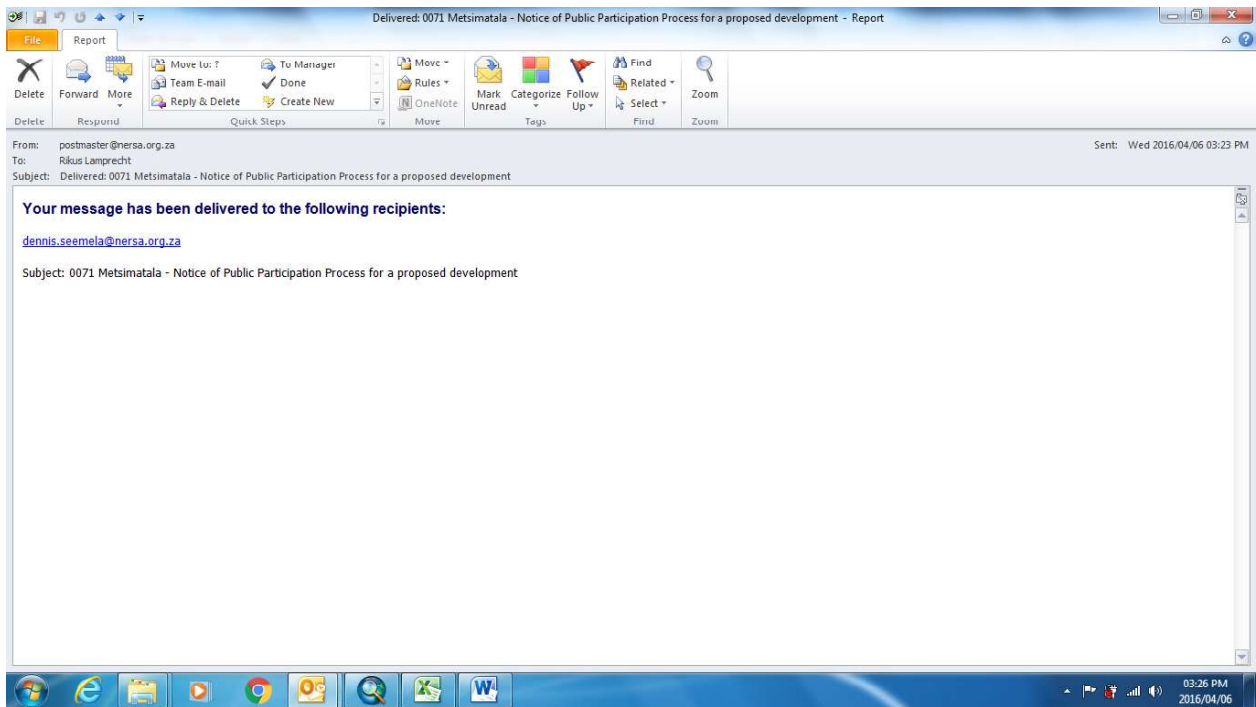 Delivered: 0071 Metsimatala - Notice of Public Participation Process for a proposed development - Report
File Report
Move to: ? To Manager Move Find
Team E-mail Done Rules Related
Delete Forward More Reply & Delete Create New OneNote Mark Unread Categorize Follow Up Select Zoom
Delete Respond Quick Steps Move Tags Find Zoom
From: postmaster@nersa.org.za Sent: Wed 2016/04/06 03:23 PM
To: Rikus Lamprecht
Subject: Delivered: 0071 Metsimatala - Notice of Public Participation Process for a proposed development
Your message has been delivered to the following recipients:
dennis.seemela@nersa.org.za
Subject: 0071 Metsimatala - Notice of Public Participation Process for a proposed development
03:26 PM
2016/04/06